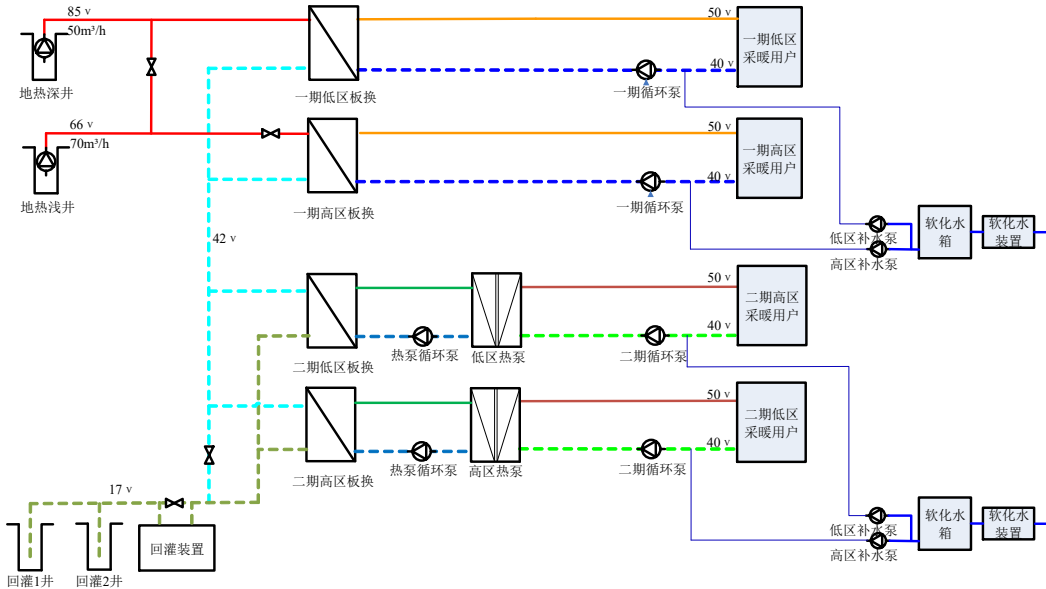 85 v
50m³/h
地热深井
66 v
70m³/h
地热浅井
一期低区板换
一期高区板换
50 v
40 v
一期循环泵
一期低区
采暖用户
50 v
40 v
一期循环泵
一期高区
采暖用户
低区补水泵
高区补水泵
软化水
箱
软化水
装置
42 v
二期低区板换
热泵循环泵
低区热泵
二期循环泵
50 v
40 v
二期高区
采暖用户
二期高区板换
热泵循环泵
高区热泵
二期循环泵
50 v
40 v
二期低区
采暖用户
17 v
回灌1井
回灌2井
回灌装置
低区补水泵
高区补水泵
软化水
箱
软化水
装置